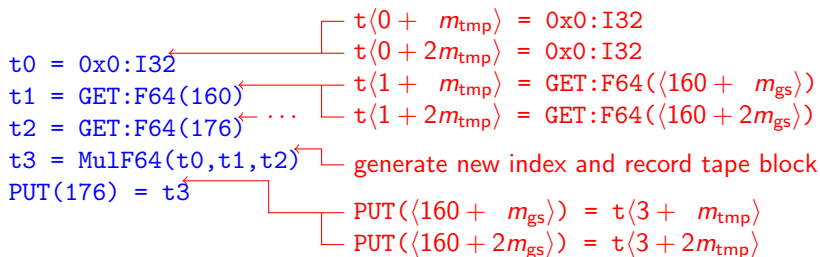 t⟨0 + m_tmp⟩ = 0x0:I32
t0 = 0x0:I32
t⟨0 + 2m_tmp⟩ = 0x0:I32
t1 = GET:F64(160)
t⟨1 + m_tmp⟩ = GET:F64(⟨160 + m_gs⟩)
t2 = GET:F64(176) ···
t⟨1 + 2m_tmp⟩ = GET:F64(⟨160 + 2m_gs⟩)
t3 = MulF64(t0,t1,t2)
generate new index and record tape block
PUT(176) = t3
PUT(⟨160 + m_gs⟩) = t⟨3 + m_tmp⟩
PUT(⟨160 + 2m_gs⟩) = t⟨3 + 2m_tmp⟩